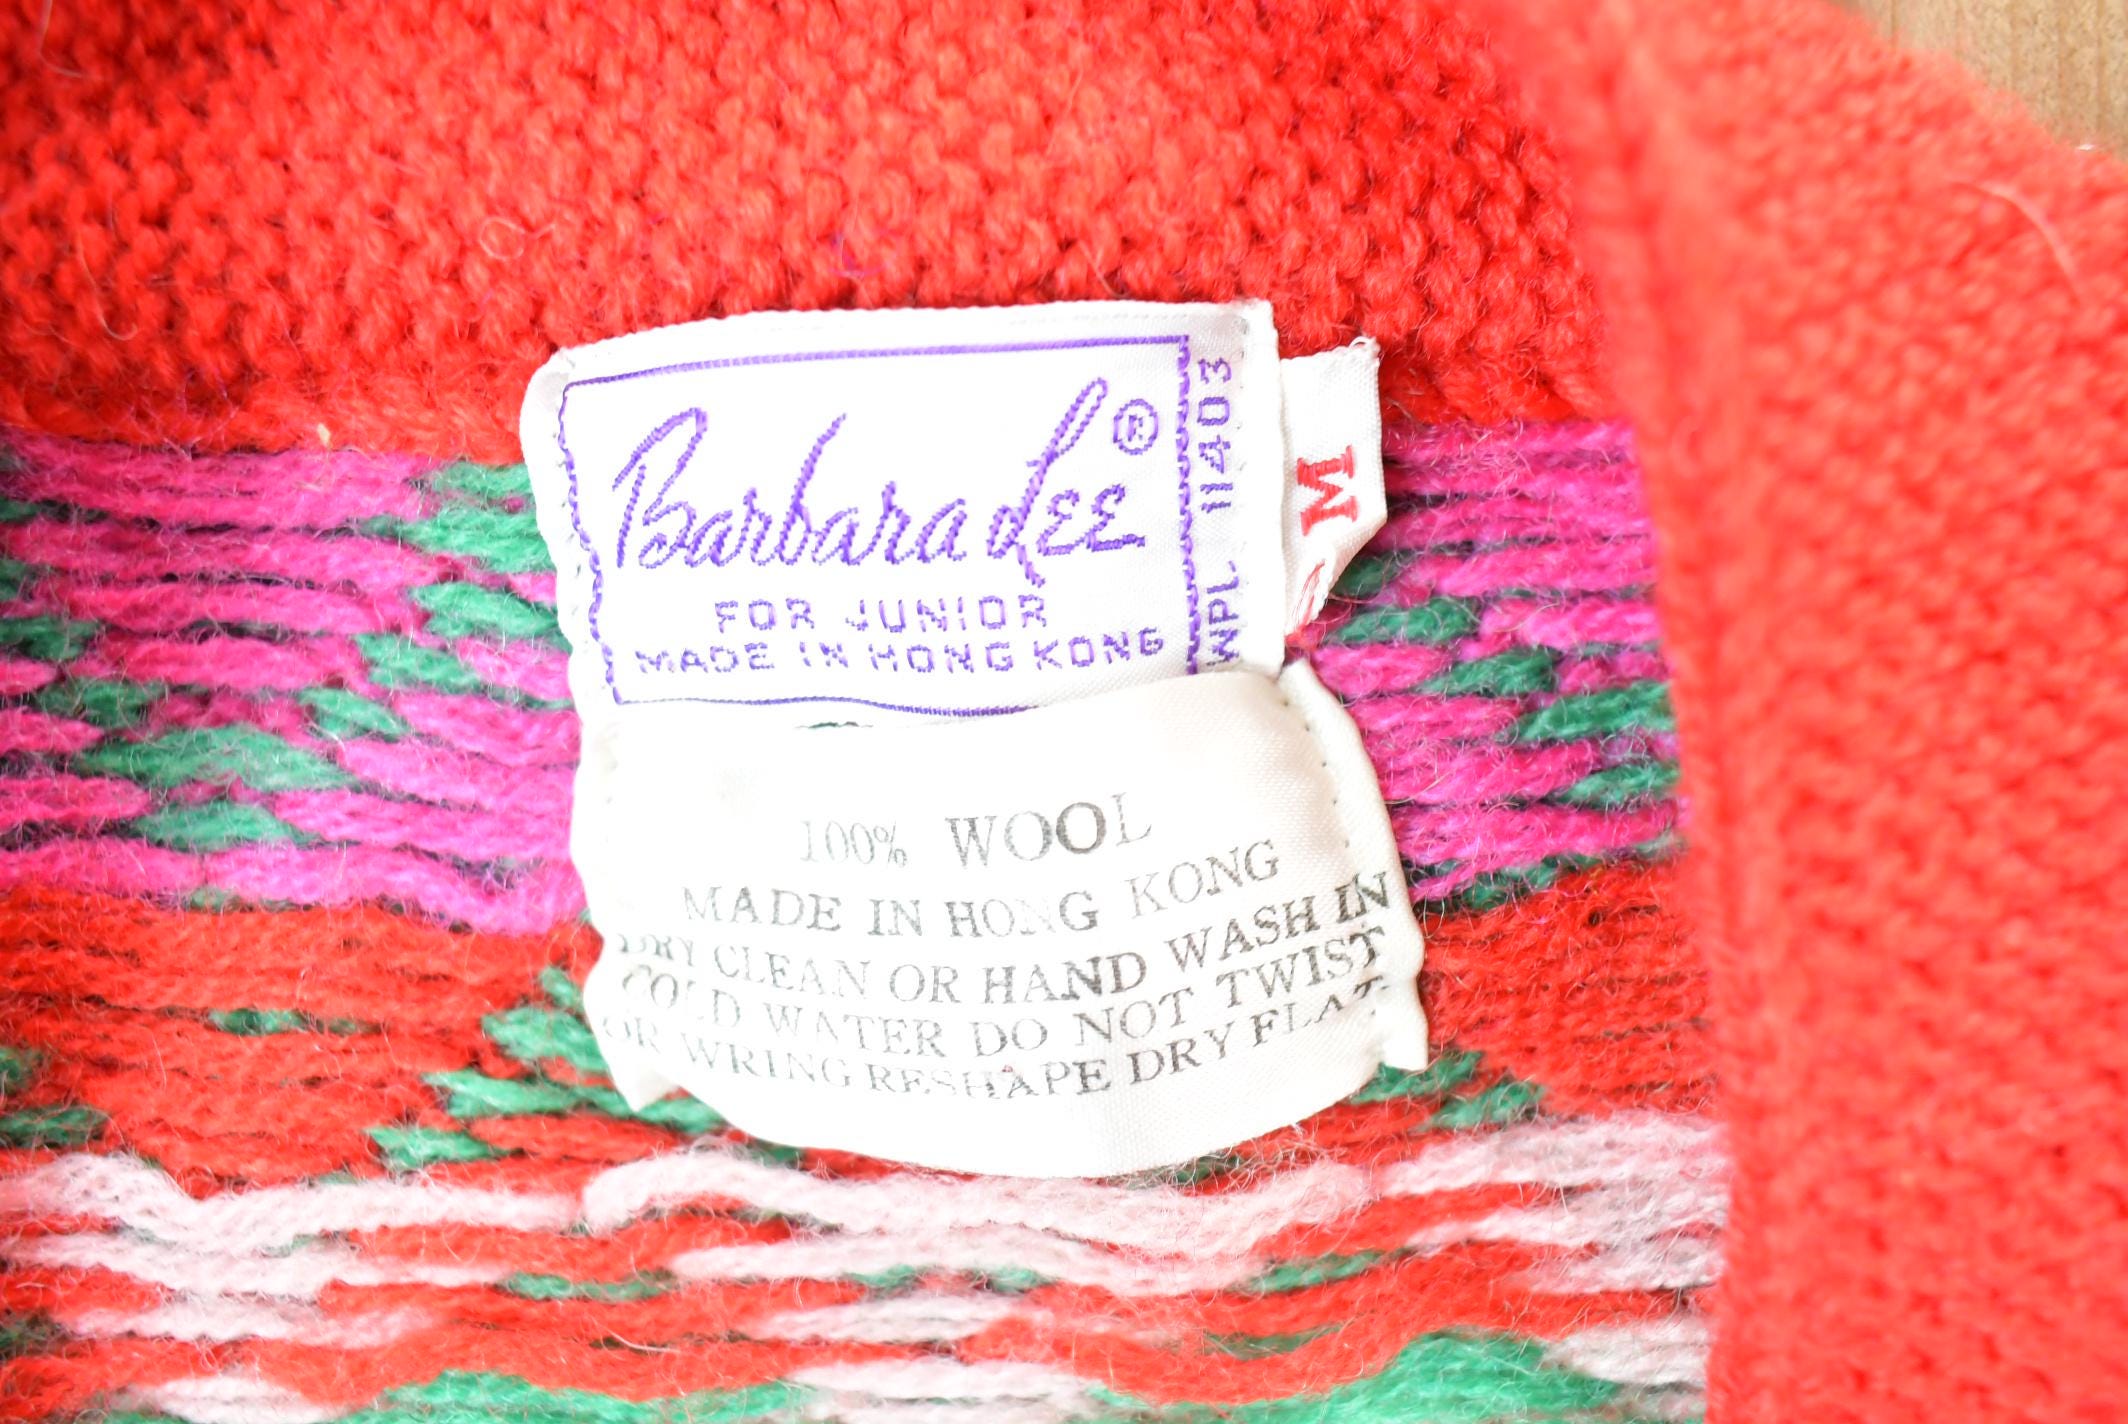 Barbara Lee ®
FOR JUNIOR
MADE IN HONG KONG
WPL 11403
M
100% WOOL
MADE IN HONG KONG
DRY CLEAN OR HAND WASH IN
COLD WATER DO NOT TWIST
OR WRING RESHAPE DRY FLAT